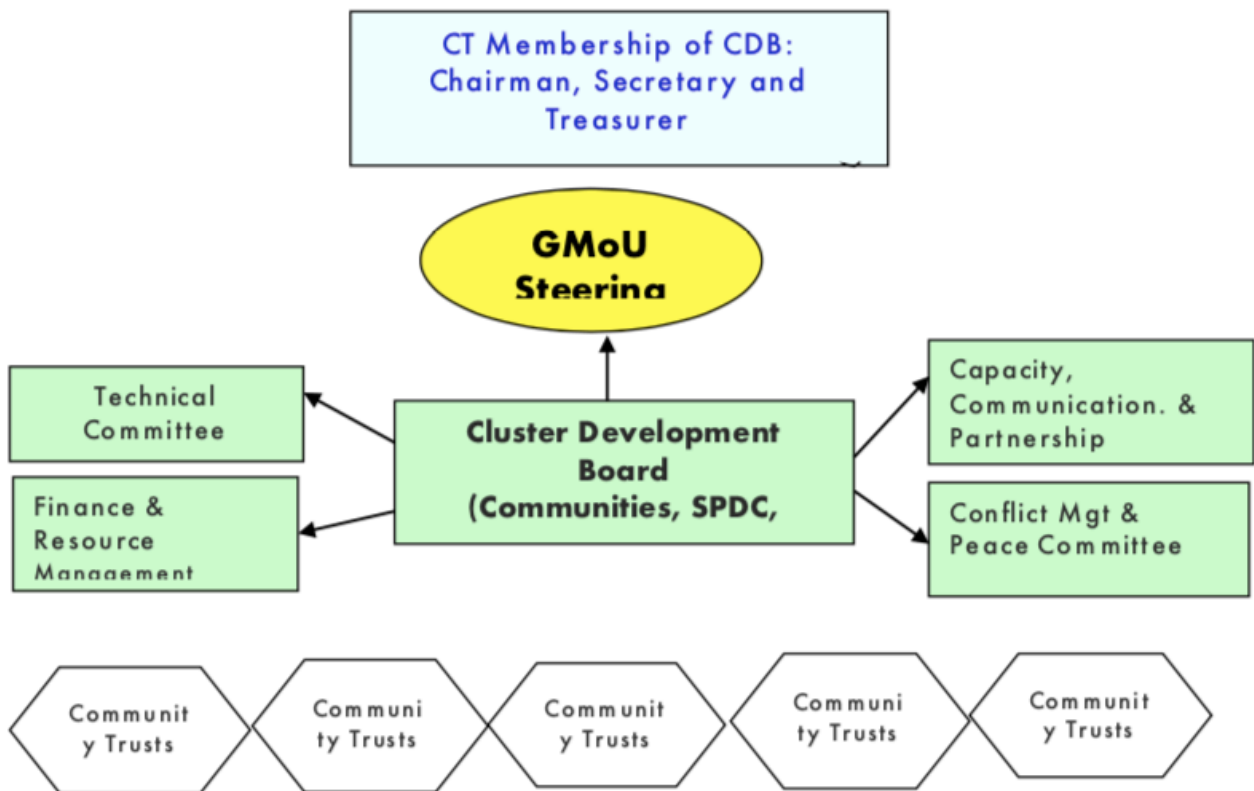 CT Membership of CDB:
Chairman, Secretary and
Treasurer
GMoU
Steering
Technical
Committee
Cluster Development
Board
(Communities, SPDC,
Capacity,
Communication. &
Partnership
Finance &
Resource
Management
Conflict Mgt &
Peace Committee
Communit
y Trusts
Communi
ty Trusts
Communit
y Trusts
Communi
ty Trusts
Communit
y Trusts